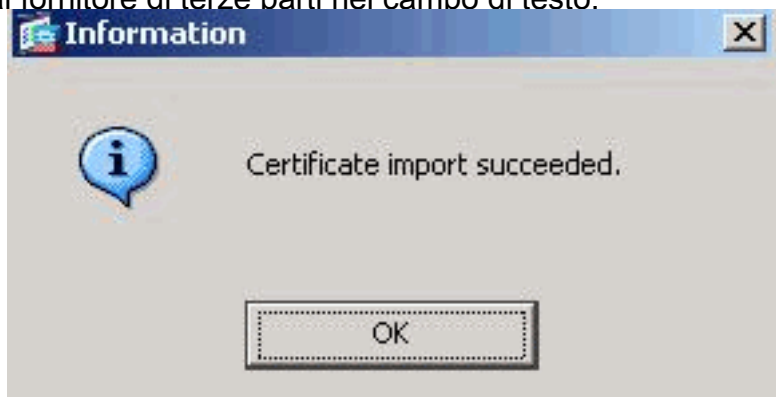 fornitore di terze parti nel campo di testo.
Information
Certificate import succeeded.
OK